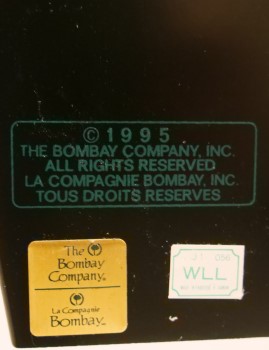 © 1995
THE BOMBAY COMPANY, INC.
ALL RIGHTS RESERVED
LA COMPAGNIE BOMBAY, INC.
TOUS DROITS RESERVES
The
Bombay
Company
La Compagnie
Bombay
WLL